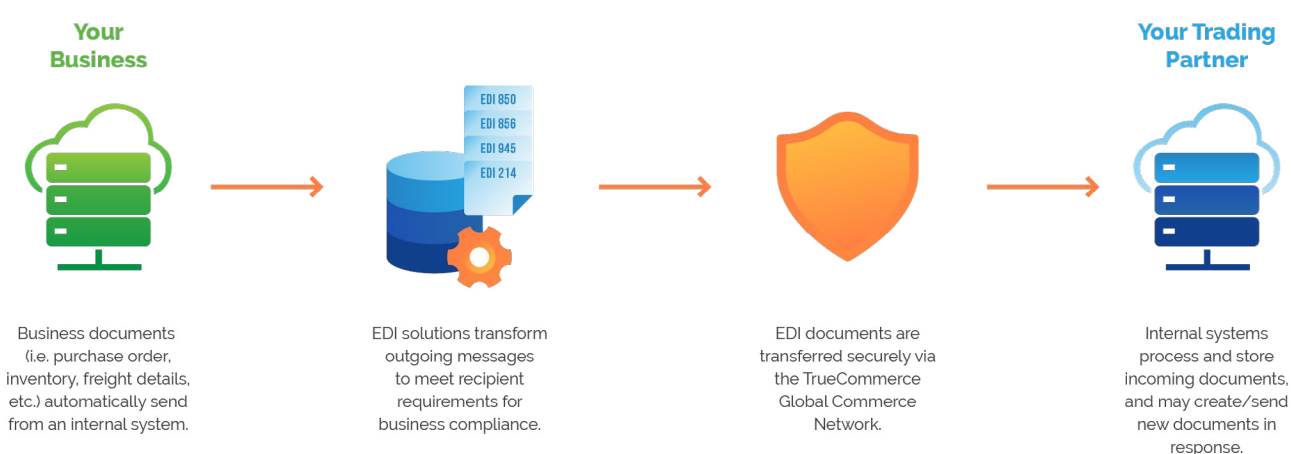 Your
Business
Your Trading
Partner
EDI 850
EDI 856
EDI 945
EDI 214
Business documents
(i.e. purchase order,
inventory, freight details,
etc.) automatically send
from an internal system.
EDI solutions transform
outgoing messages
to meet recipient
requirements for
business compliance.
EDI documents are
transferred securely via
the TrueCommerce
Global Commerce
Network.
Internal systems
process and store
incoming documents,
and may create/send
new documents in
response.